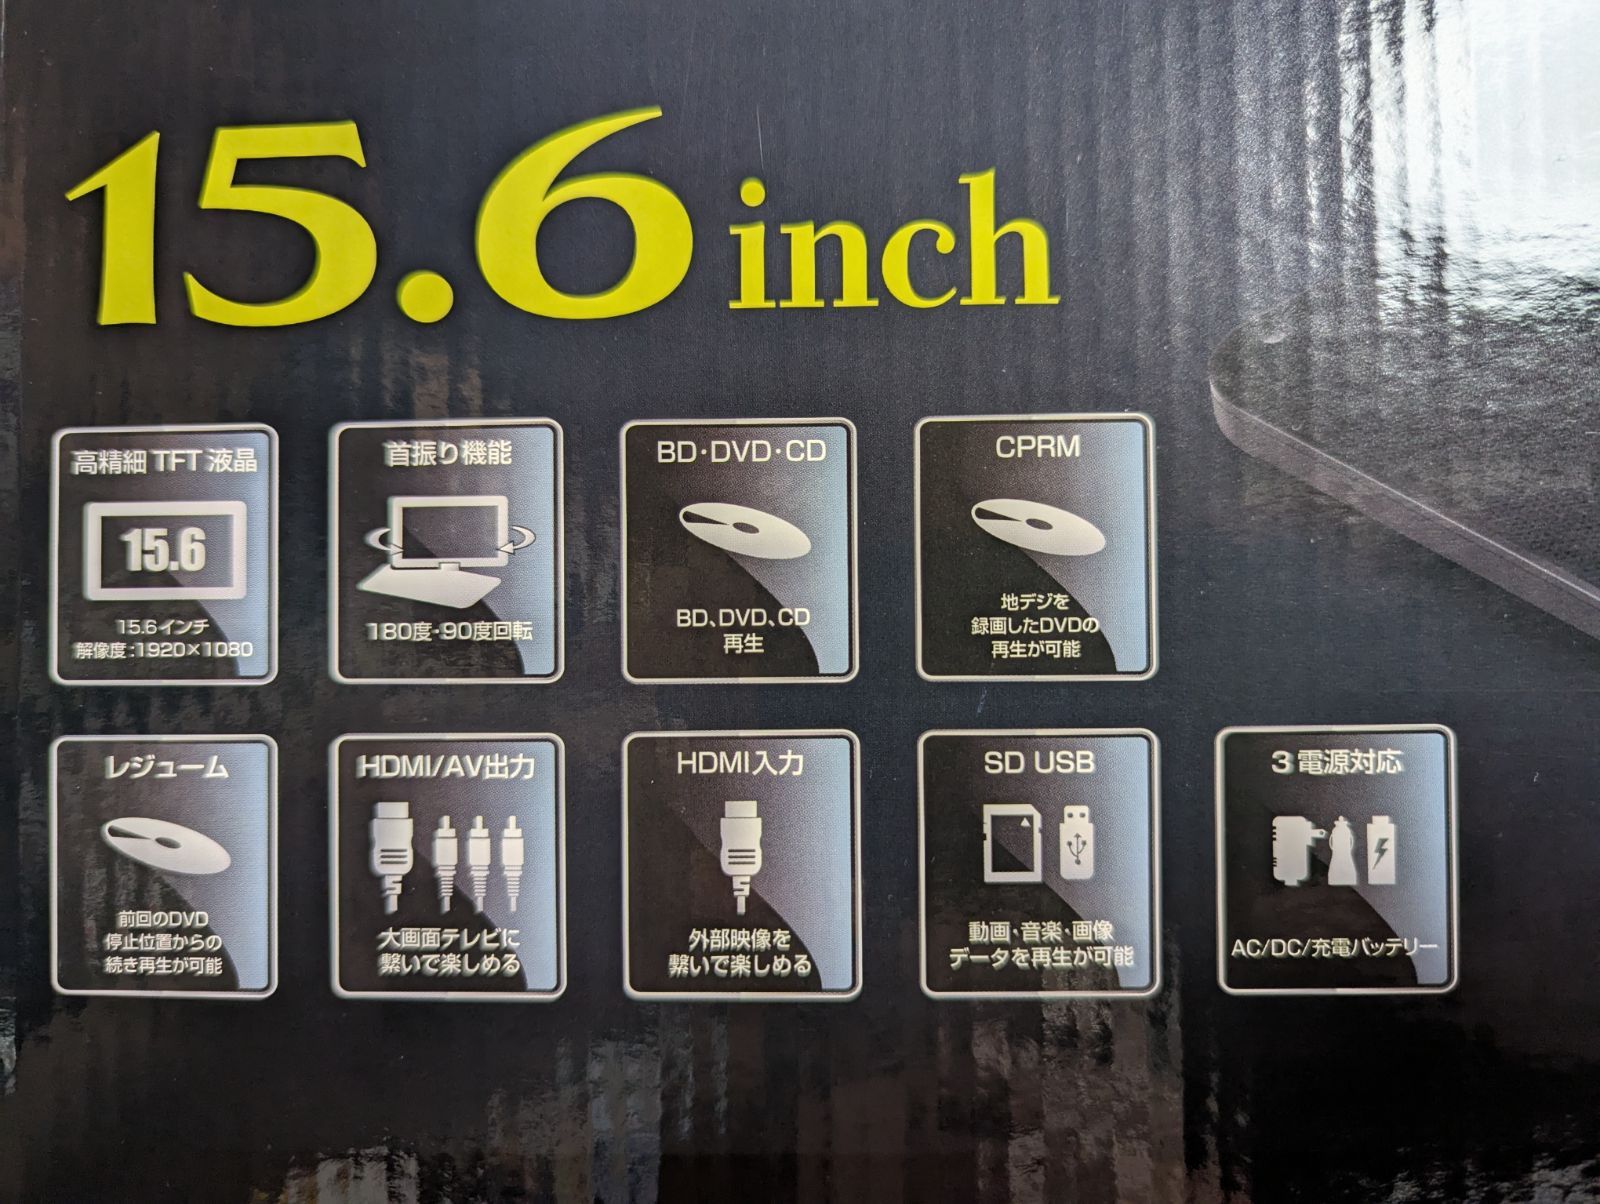 15.6 inch
高精細TFT液晶
15.6
15.6インチ
解像度:1920×1080
首振り機能
180度・90度回転
BD・DVD・CD
BD、DVD、CD
再生
CPRM
地デジを
録画したDVDの
再生が可能
レジューム
前回のDVD
停止位置からの
続き再生が可能
HDMI/AV出力
大画面テレビに
繋いで楽しめる
HDMI入力
外部映像を
繋いで楽しめる
SD USB
動画・音楽・画像
データを再生が可能
3電源対応
AC/DC/充電バッテリー